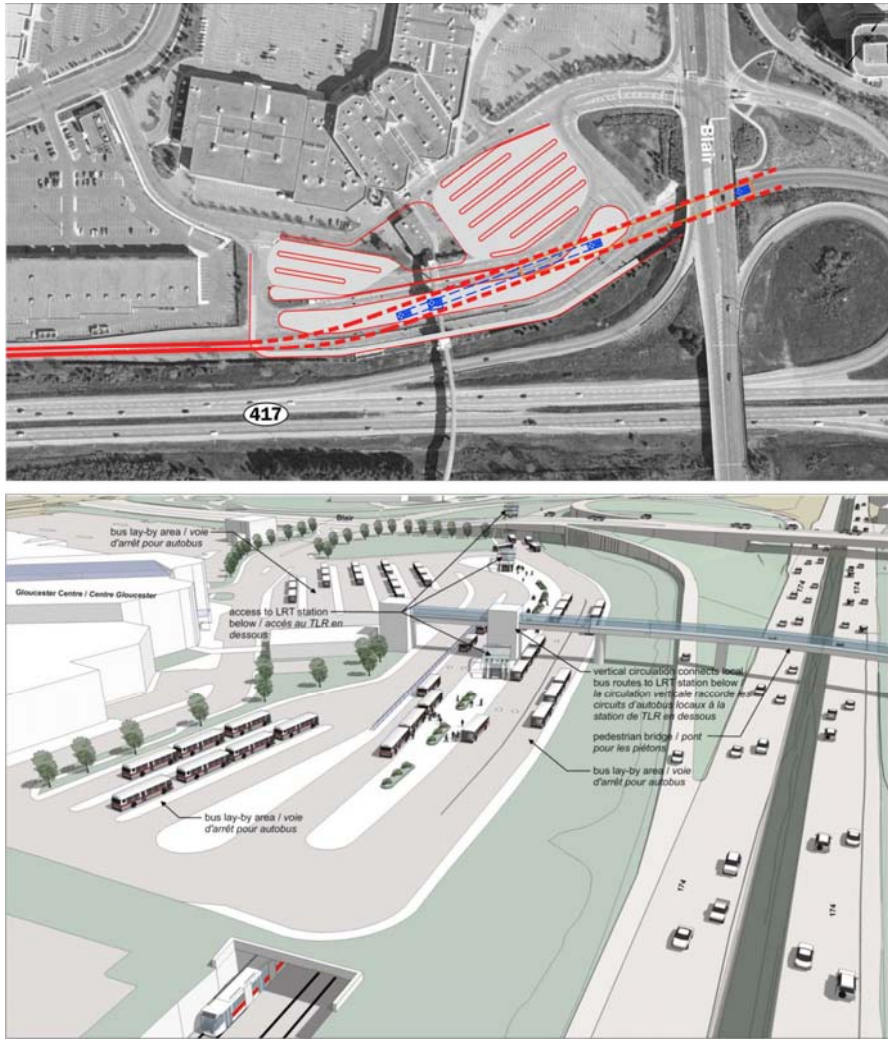 Blair
417
Blair
bus lay-by area / voie
d'arrêt pour autobus
Gloucester Centre / Centre Gloucester
access to LRT station
below / accés au TLR en
dessous
174
174
vertical circulation connects local
bus routes to LRT station below /
la circulation verticale raccorde les
circuits d'autobus locaux à la
station de TLR en dessous
pedestrian bridge / pont
pour les piétons
bus lay-by area / voie
d'arrêt pour autobus
bus lay-by area / voie
d'arrêt pour autobus
174
174